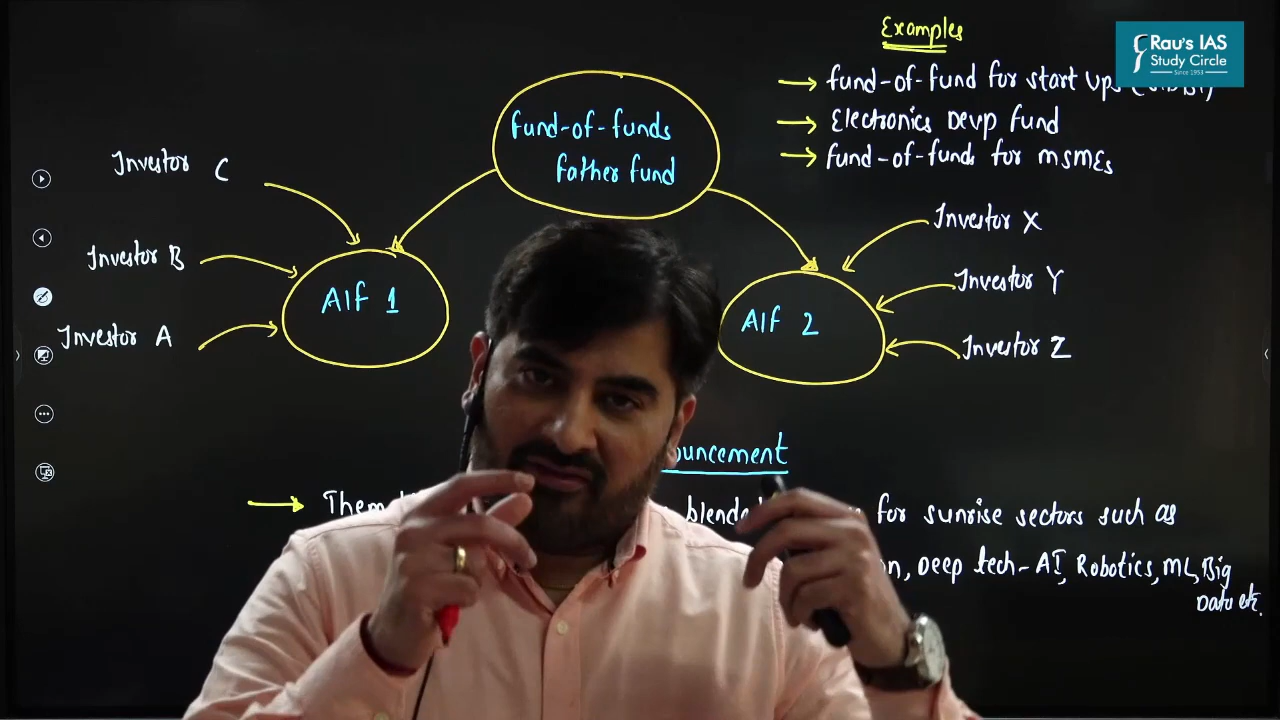 Examples
Rau's IAS
Study Circle
Since 1953
→ fund-of-fund for start ups
→ Electronics Devp fund
→ fund-of-funds for MSMEs
fund-of-funds
father fund
Investor C
Investor B
Investor A
AIF 1
AIF 2
Investor X
Investor Y
Investor Z
ouncement
→ Them
blende
for sunrise sectors such as
n, Deep tech-AI, Robotics, ML, Big
Data etc.